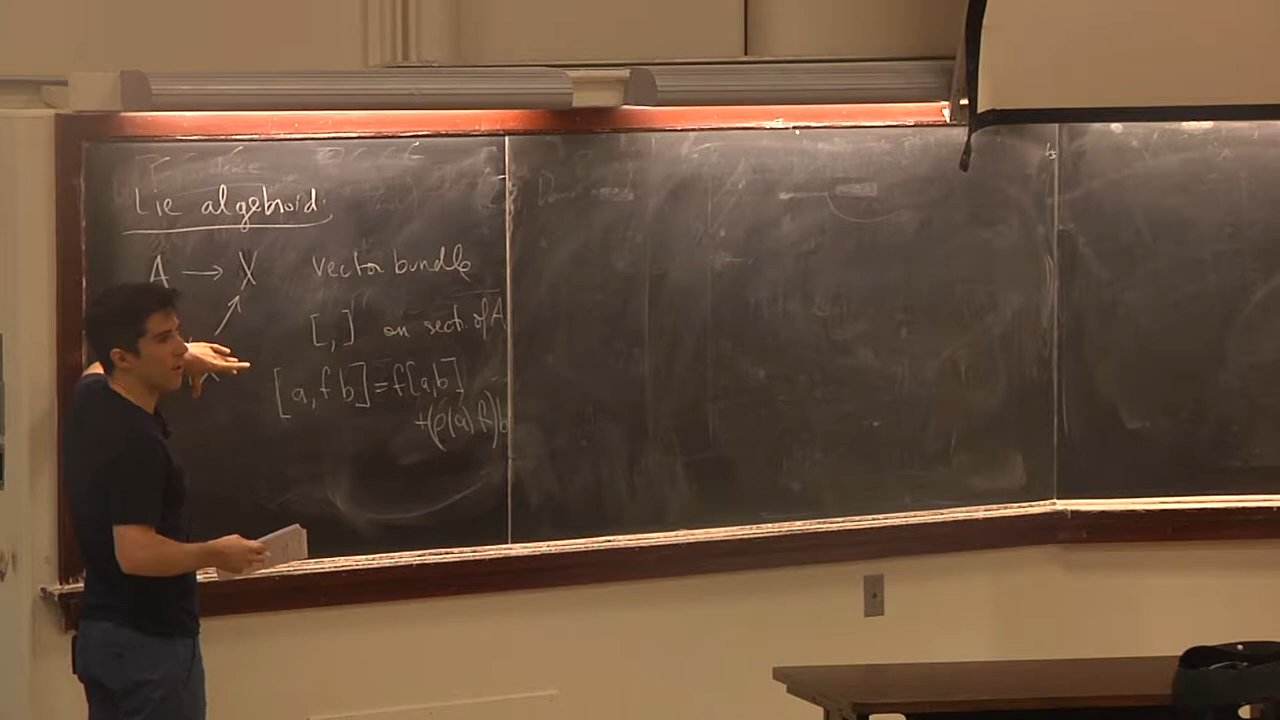 Lie algebroid.
A → X vector bundle
[ , ] on sect. of A
[a, f b] = f[a,b]
+(ρ(a) f) b